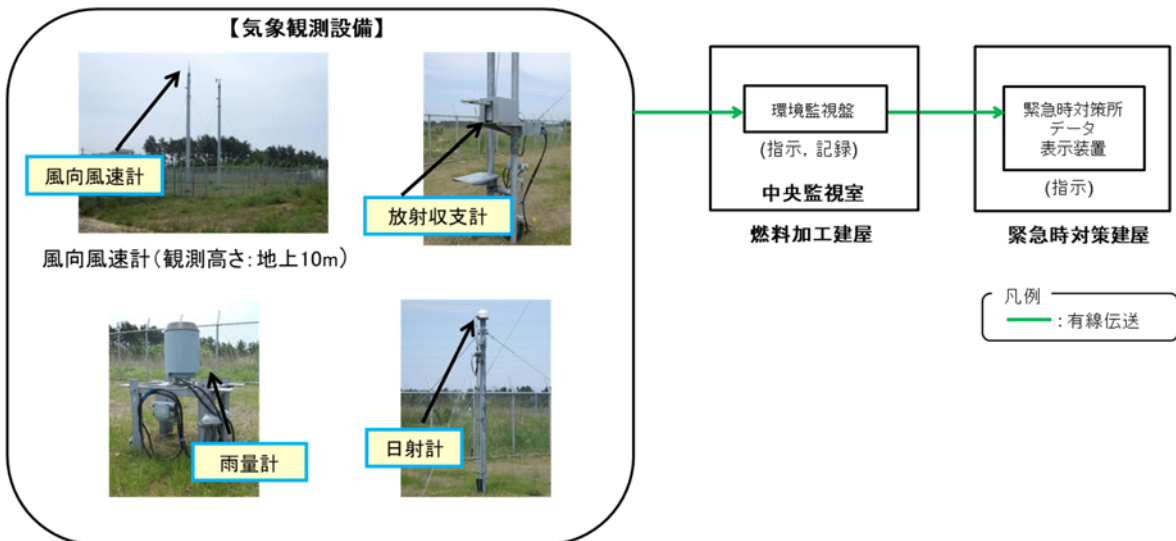 【気象観測設備】
風向風速計
放射収支計
風向風速計(観測高さ:地上10m)
雨量計
日射計
環境監視盤
(指示，記録)
中央監視室
燃料加工建屋
緊急時対策所
データ
表示装置
(指示)
緊急時対策建屋
凡例
:有線伝送